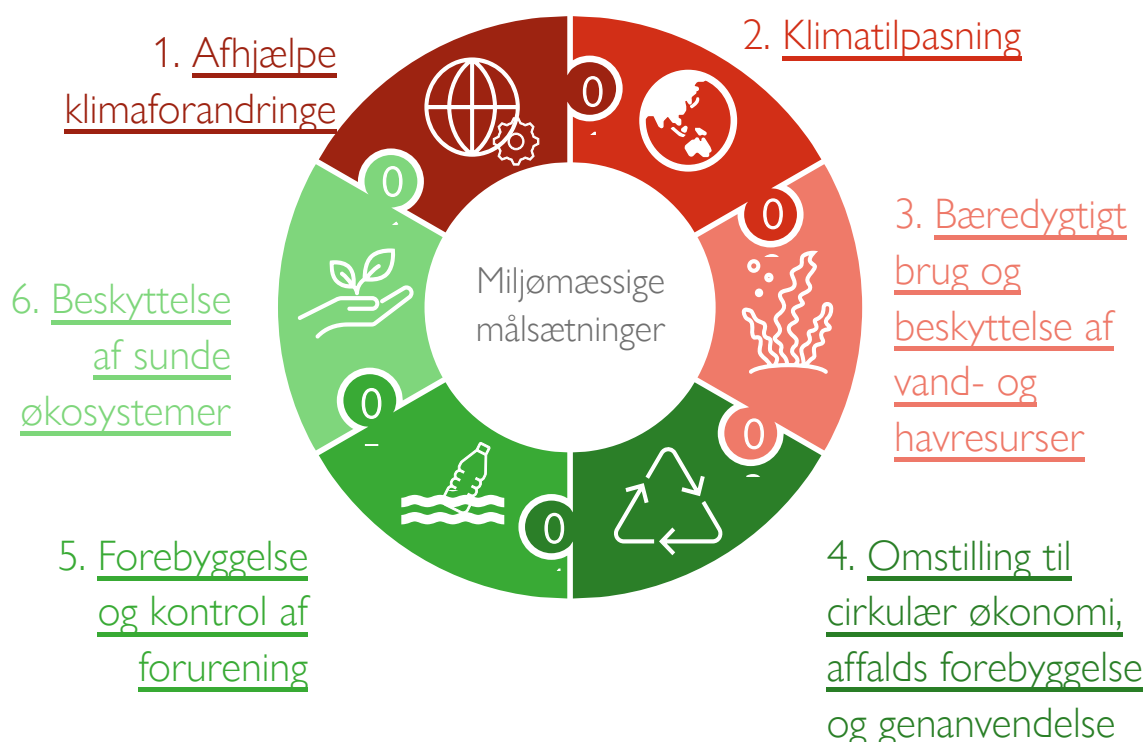 1. Afhjælpe
klimaforandringe
2. Klimatilpasning
3. Bæredygtigt
brug og
beskyttelse af
vand- og
havresurser
4. Omstilling til
cirkulær økonomi,
affalds forebyggelse
og genanvendelse
5. Forebyggelse
og kontrol af
forurening
6. Beskyttelse
af sunde
økosystemer
Miljømæssige
målsætninger
0
0
0
0
0
0